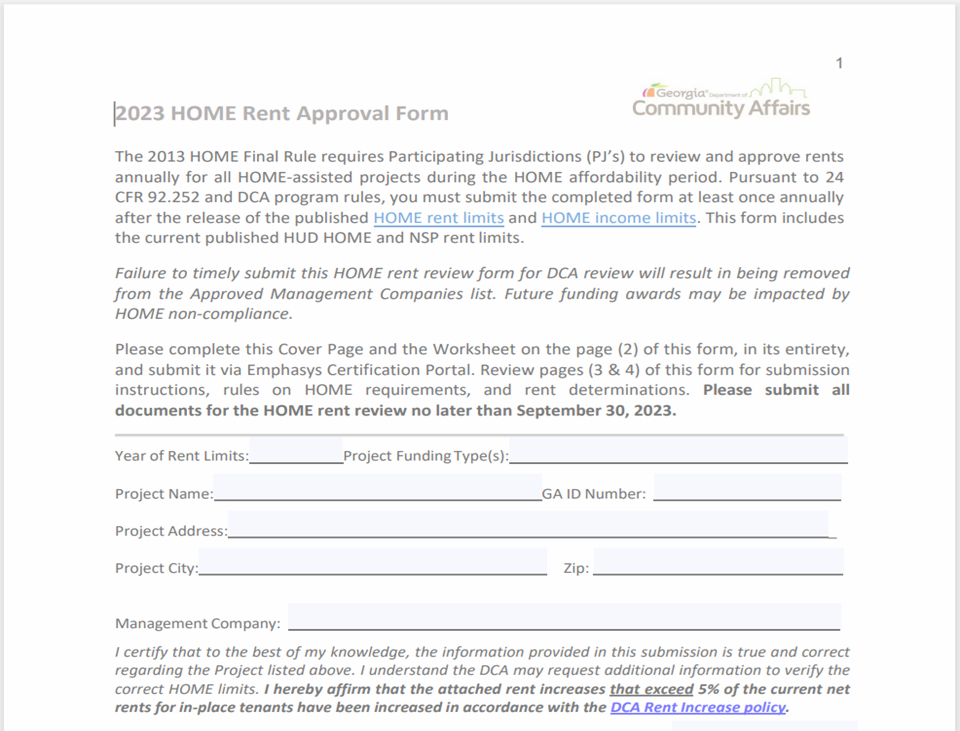 1
Georgia® Department of
Community Affairs
2023 HOME Rent Approval Form
The 2013 HOME Final Rule requires Participating Jurisdictions (PJ’s) to review and approve rents
annually for all HOME-assisted projects during the HOME affordability period. Pursuant to 24
CFR 92.252 and DCA program rules, you must submit the completed form at least once annually
after the release of the published HOME rent limits and HOME income limits. This form includes
the current published HUD HOME and NSP rent limits.
Failure to timely submit this HOME rent review form for DCA review will result in being removed
from the Approved Management Companies list. Future funding awards may be impacted by
HOME non-compliance.
Please complete this Cover Page and the Worksheet on the page (2) of this form, in its entirety,
and submit it via Emphasys Certification Portal. Review pages (3 & 4) of this form for submission
instructions, rules on HOME requirements, and rent determinations. Please submit all
documents for the HOME rent review no later than September 30, 2023.
Year of Rent Limits: Project Funding Type(s):
Project Name: GA ID Number:
Project Address:
Project City: Zip:
Management Company:
I certify that to the best of my knowledge, the information provided in this submission is true and correct
regarding the Project listed above. I understand the DCA may request additional information to verify the
correct HOME limits. I hereby affirm that the attached rent increases that exceed 5% of the current net
rents for in-place tenants have been increased in accordance with the DCA Rent Increase policy.